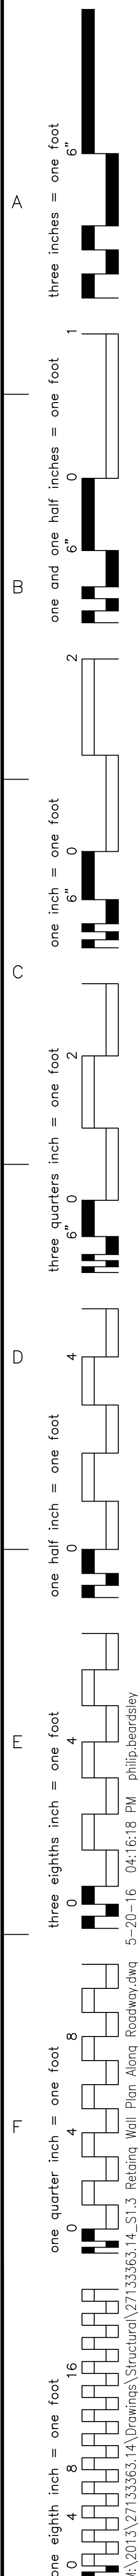 A
B
C
D
E
F
three inches = one foot
6"
one and one half inches = one foot
6" 0 1
one inch = one foot
6" 0 2
three quarters inch = one foot
6" 0 2
one half inch = one foot
0 4
three eighths inch = one foot
0 4
one quarter inch = one foot
0 4 8
one eighth inch = one foot
0 4 8 16
M:\2013\27133363.14\Drawings\Structural\27133363.14_S1.3 Retaing Wall Plan Along Roadway.dwg 5-20-16 04:16:18 PM philip.beardsley